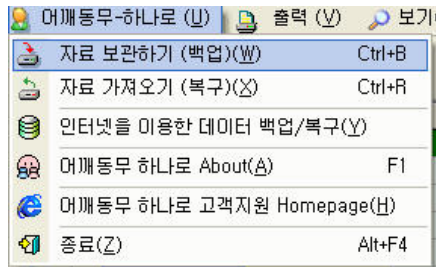 어깨동무-하나로 (U) 출력 (V) 보기
자료 보관하기 (백업)(W) Ctrl+B
자료 가져오기 (복구)(X) Ctrl+R
인터넷을 이용한 데이터 백업/복구(Y)
어깨동무 하나로 About(A) F1
어깨동무 하나로 고객지원 Homepage(H)
종료(Z) Alt+F4